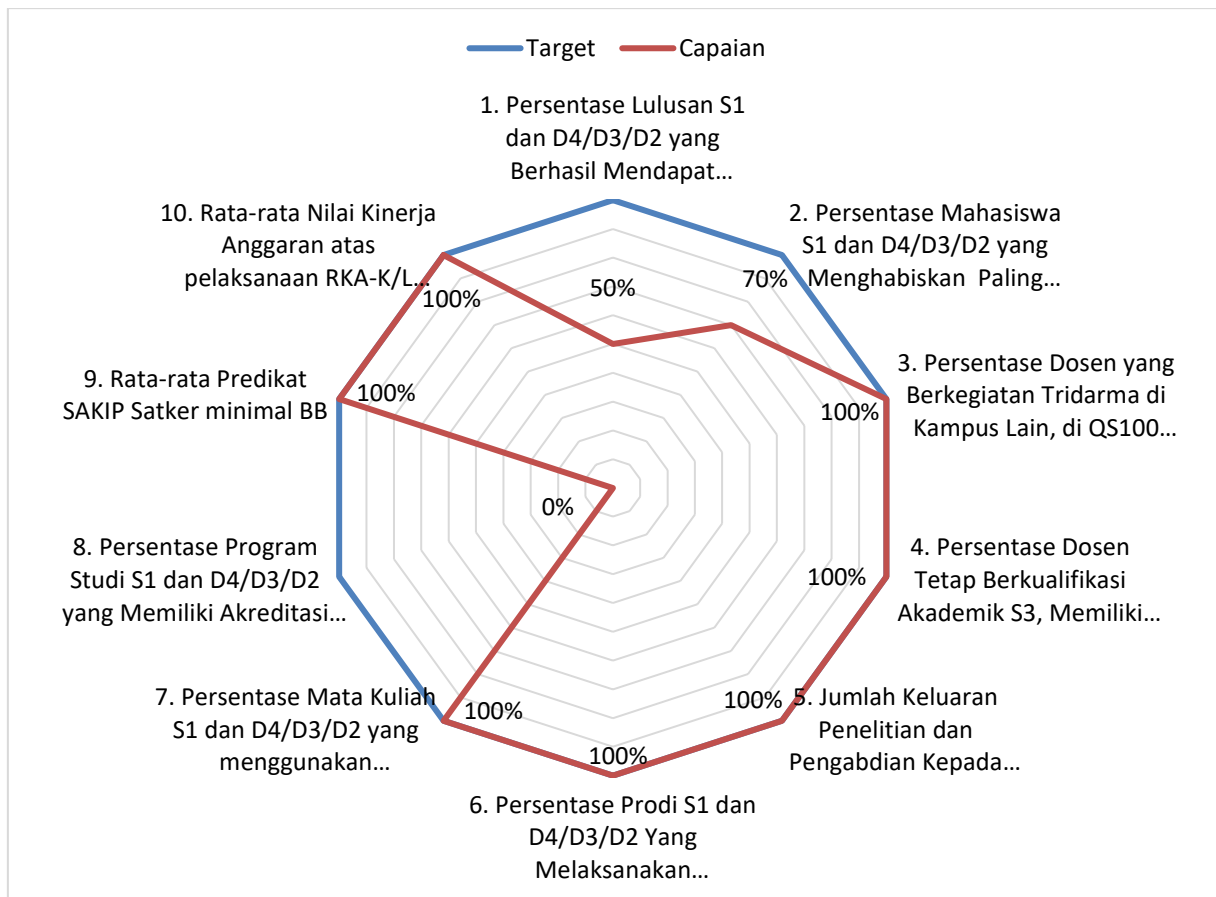 Target
Capaian
1. Persentase Lulusan S1
dan D4/D3/D2 yang
Berhasil Mendapat...
2. Persentase Mahasiswa
S1 dan D4/D3/D2 yang
Menghabiskan Paling...
3. Persentase Dosen yang
Berkegiatan Tridarma di
Kampus Lain, di QS100...
4. Persentase Dosen
Tetap Berkualifikasi
Akademik S3, Memiliki...
5. Jumlah Keluaran
Penelitian dan
Pengabdian Kepada...
6. Persentase Prodi S1 dan
D4/D3/D2 Yang
Melaksanakan...
7. Persentase Mata Kuliah
S1 dan D4/D3/D2 yang
menggunakan...
8. Persentase Program
Studi S1 dan D4/D3/D2
yang Memiliki Akreditasi...
9. Rata-rata Predikat
SAKIP Satker minimal BB
10. Rata-rata Nilai Kinerja
Anggaran atas
pelaksanaan RKA-K/L...
50%
70%
100%
100%
100%
100%
100%
0%
100%
100%